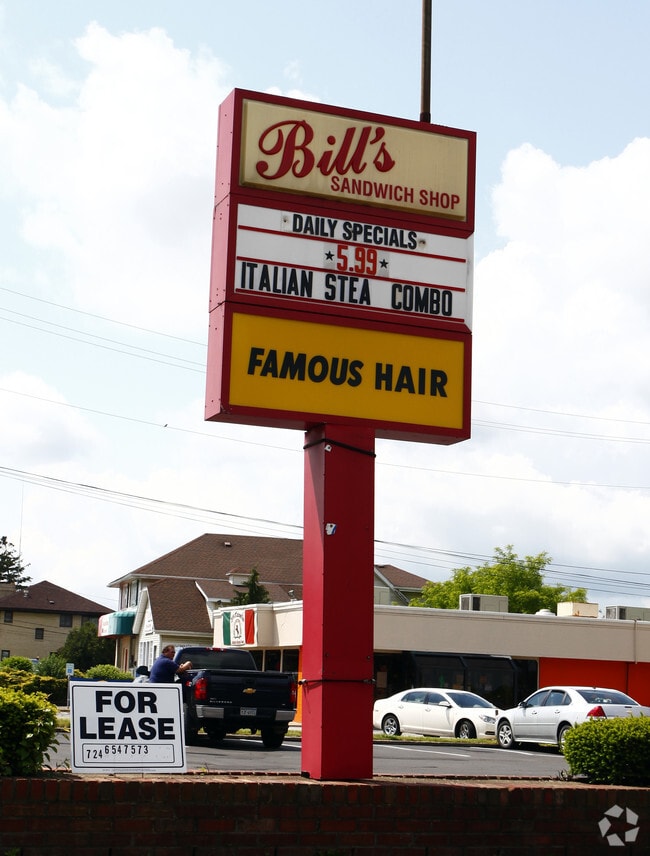 Bill's
SANDWICH SHOP
DAILY SPECIALS
★5.99★
ITALIAN STEA COMBO
FAMOUS HAIR
FOR
LEASE
724 6547573